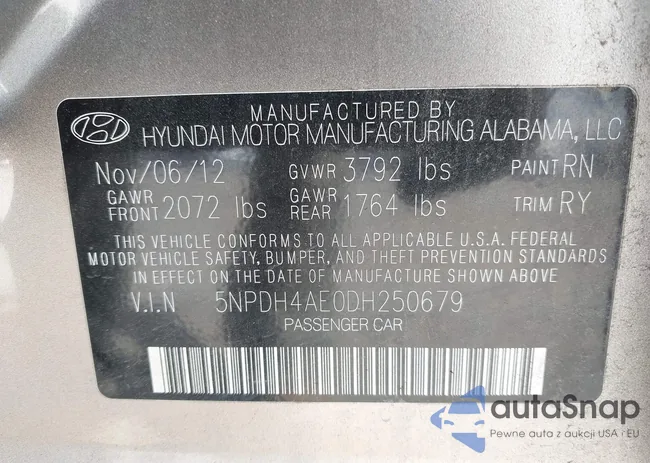 MANUFACTURED BY
HYUNDAI MOTOR MANUFACTURING ALABAMA, LLC
Nov/06/12 GVWR 3792 lbs PAINT RN
GAWR FRONT 2072 lbs GAWR REAR 1764 lbs TRIM RY
THIS VEHICLE CONFORMS TO ALL APPLICABLE U.S.A. FEDERAL
MOTOR VEHICLE SAFETY, BUMPER, AND THEFT PREVENTION STANDARDS
IN EFFECT ON THE DATE OF MANUFACTURE SHOWN ABOVE.
V.I.N 5NPDH4AE0DH250679
PASSENGER CAR
autaSnap
Pewne auta z aukcji USA i EU